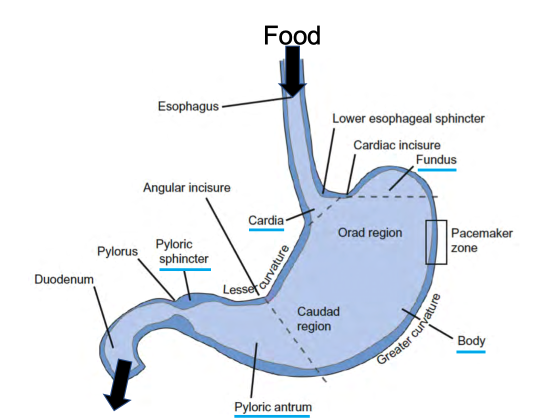 Food
Esophagus
Lower esophageal sphincter
Cardiac incisure
Fundus
Angular incisure
Cardia
Orad region
Pacemaker
zone
Pylorus
Pyloric
sphincter
Duodenum
Lesser curvature
Caudad
region
Greater curvature
Body
Pyloric antrum